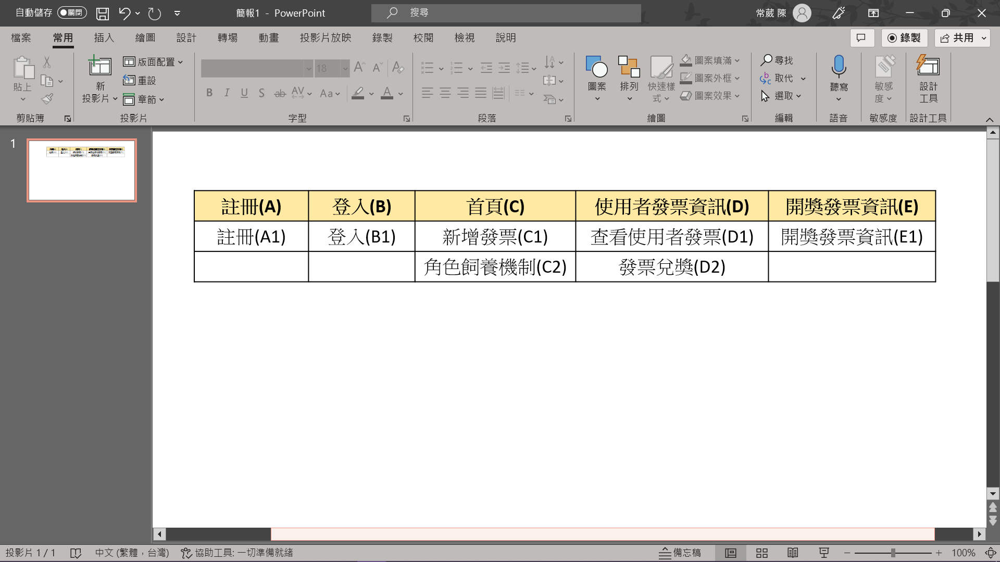 自動儲存 關閉 簡報1 - PowerPoint 搜尋 常葳 陳
檔案 常用 插入 繪圖 設計 轉場 動畫 投影片放映 錄製 校閱 檢視 說明 錄製 共用
貼上
剪貼簿
新
投影片
版面配置
重設
章節
投影片
18
B I U S ab AV Aa A
字型
段落
圖案
排列
快速樣
式
圖案填滿
圖案外框
圖案效果
繪圖
尋找
取代
選取
編輯
聽寫
語音
敏感
度
敏感度
設計
工具
設計工具
1
註冊(A) 登入(B) 首頁(C) 使用者發票資訊(D) 開獎發票資訊(E)
註冊(A1) 登入(B1) 新增發票(C1) 查看使用者發票(D1) 開獎發票資訊(E1)
角色飼養機制(C2) 發票兌獎(D2)
投影片 1 / 1 中文 (繁體，台灣) 協助工具: 一切準備就緒 備忘稿 100%